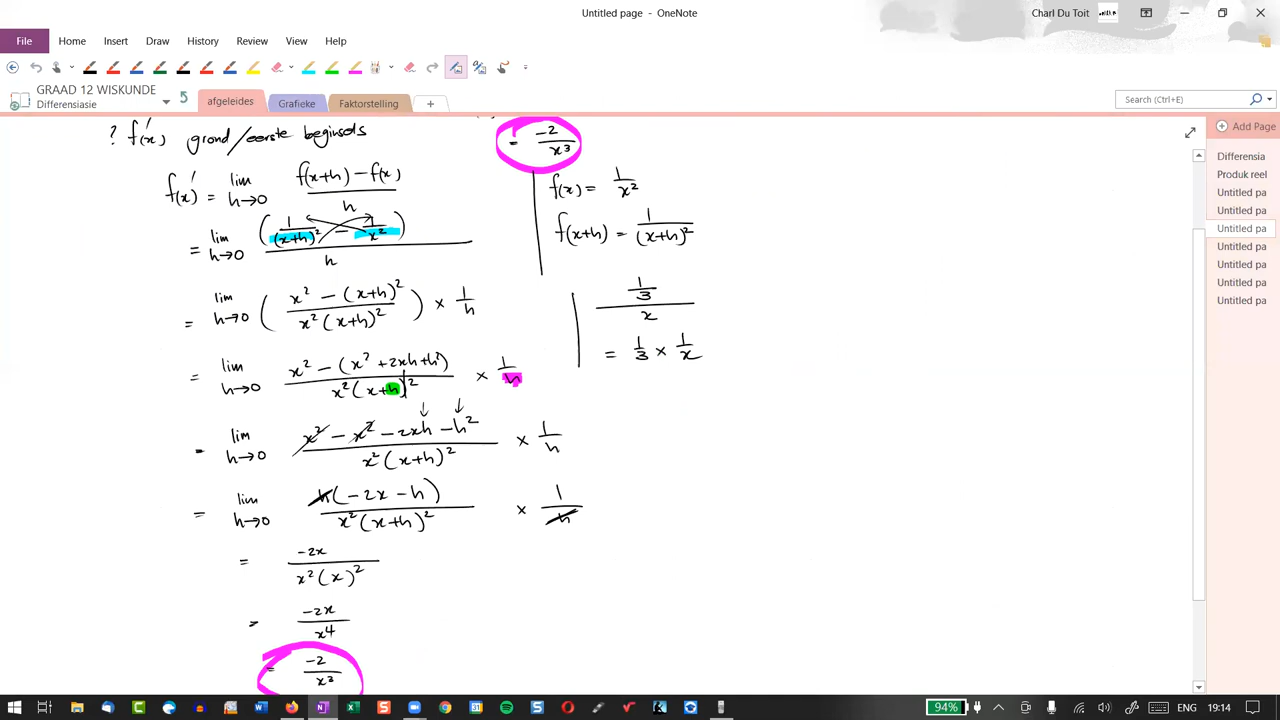 Untitled page - OneNote
Charl Du Toit
File Home Insert Draw History Review View Help
GRAAD 12 WISKUNDE
Differensiasie
afgeleides Grafieke Faktorstelling +
Search (Ctrl+E)
Add Page
Differensia
Produk reel
Untitled pa
Untitled pa
Untitled pa
Untitled pa
Untitled pa
Untitled pa
Untitled pa
? f'(x) grond/eerste beginsels
= -2/x³
f'(x) = lim h→0 (f(x+h) - f(x))/h
= lim h→0 (1/(x+h)² - 1/x²)/h
= lim h→0 ((x² - (x+h)²)/(x²(x+h)²)) × 1/h
= lim h→0 (x² - (x² + 2xh + h²))/(x²(x+h)²) × 1/h
= lim h→0 (x² - x² - 2xh - h²)/(x²(x+h)²) × 1/h
= lim h→0 h(-2x - h)/(x²(x+h)²) × 1/h
= -2x/(x²(x)²)
= -2x/x⁴
= -2/x³
f(x) = 1/x²
f(x+h) = 1/(x+h)²
(1/3)/x
= 1/3 × 1/x
94%
ENG
19:14